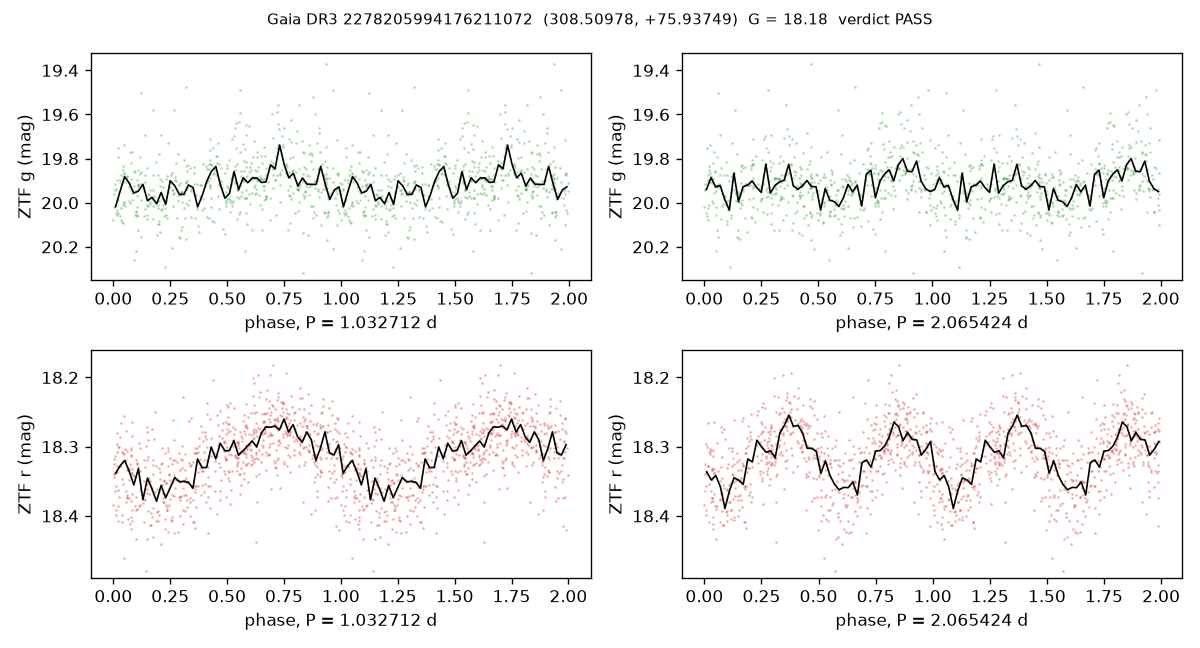 Gaia DR3 2278205994176211072  (308.50978, +75.93749)  G = 18.18  verdict PASS
ZTF g (mag)
19.4
19.6
19.8
20.0
20.2
0.00 0.25 0.50 0.75 1.00 1.25 1.50 1.75 2.00
phase, P = 1.032712 d
ZTF g (mag)
19.4
19.6
19.8
20.0
20.2
0.00 0.25 0.50 0.75 1.00 1.25 1.50 1.75 2.00
phase, P = 2.065424 d
ZTF r (mag)
18.2
18.3
18.4
0.00 0.25 0.50 0.75 1.00 1.25 1.50 1.75 2.00
phase, P = 1.032712 d
ZTF r (mag)
18.2
18.3
18.4
0.00 0.25 0.50 0.75 1.00 1.25 1.50 1.75 2.00
phase, P = 2.065424 d